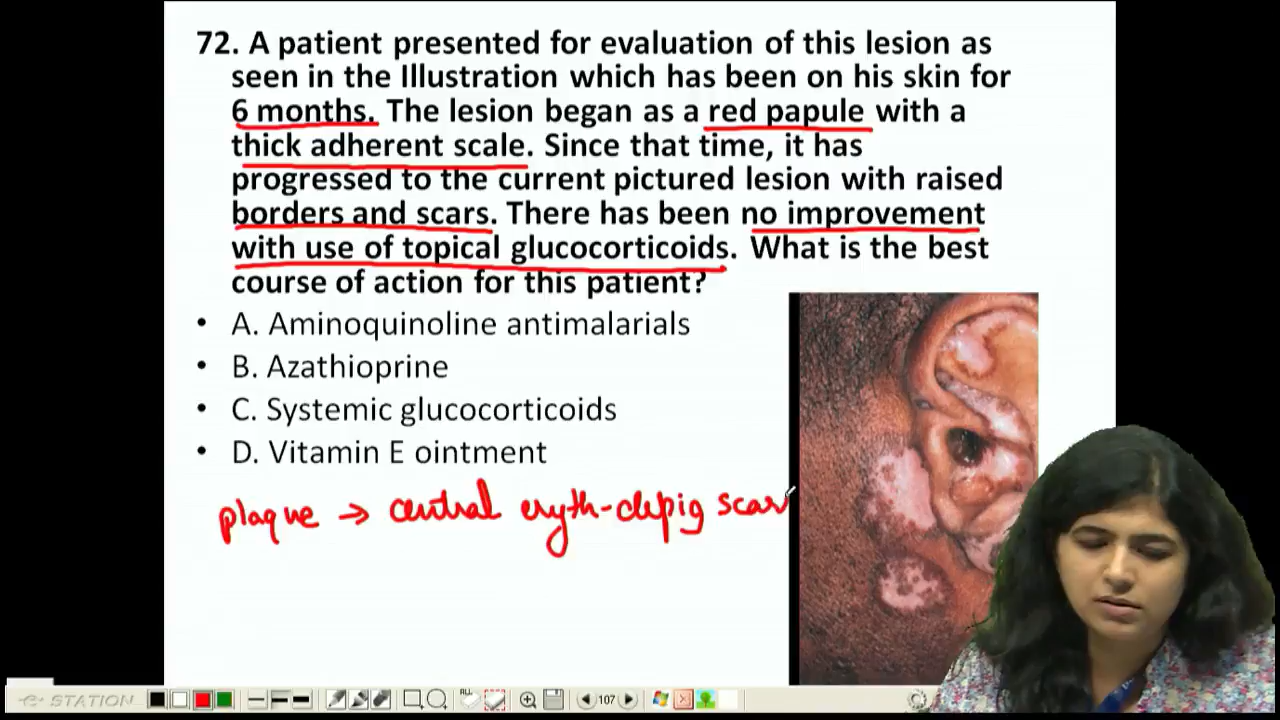 72. A patient presented for evaluation of this lesion as
seen in the Illustration which has been on his skin for
6 months. The lesion began as a red papule with a
thick adherent scale. Since that time, it has
progressed to the current pictured lesion with raised
borders and scars. There has been no improvement
with use of topical glucocorticoids. What is the best
course of action for this patient?
• A. Aminoquinoline antimalarials
• B. Azathioprine
• C. Systemic glucocorticoids
• D. Vitamin E ointment
plaque → central eryth-depig scar
e-STATION
ALL
107